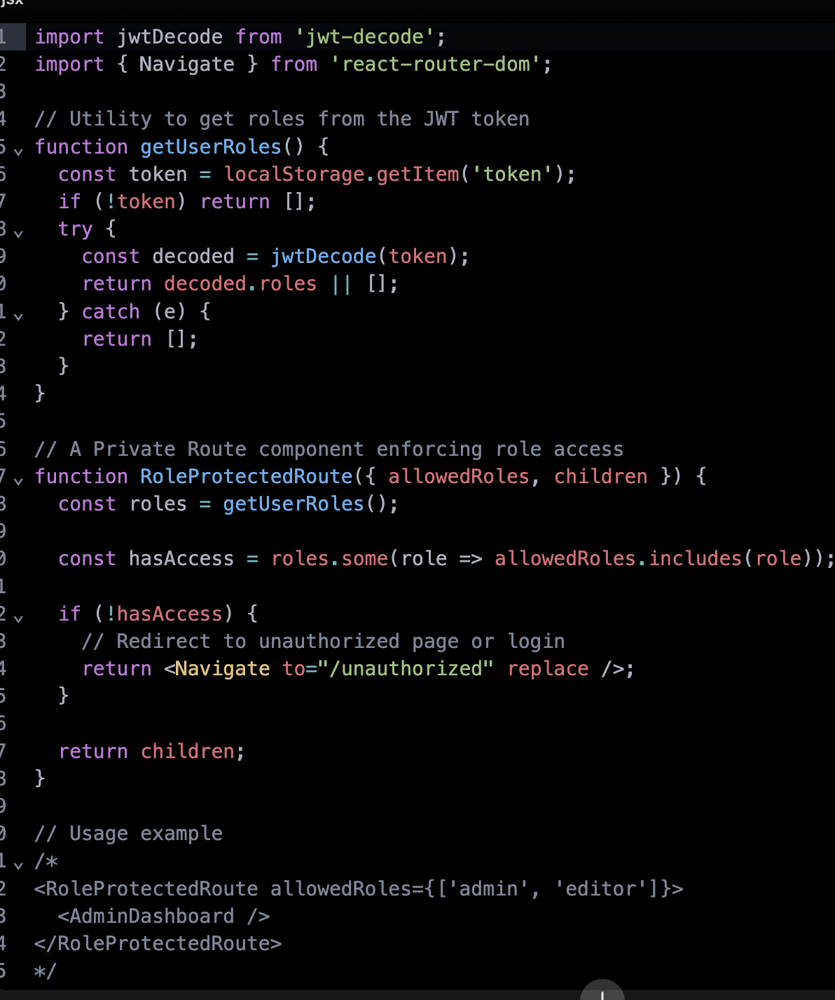 jsx
import jwtDecode from 'jwt-decode';
import { Navigate } from 'react-router-dom';
// Utility to get roles from the JWT token
function getUserRoles() {
  const token = localStorage.getItem('token');
  if (!token) return [];
  try {
    const decoded = jwtDecode(token);
    return decoded.roles || [];
  } catch (e) {
    return [];
  }
}
// A Private Route component enforcing role access
function RoleProtectedRoute({ allowedRoles, children }) {
  const roles = getUserRoles();
  const hasAccess = roles.some(role => allowedRoles.includes(role));
  if (!hasAccess) {
    // Redirect to unauthorized page or login
    return <Navigate to="/unauthorized" replace />;
  }
  return children;
}
// Usage example
/*
<RoleProtectedRoute allowedRoles={['admin', 'editor']}>
  <AdminDashboard />
</RoleProtectedRoute>
*/